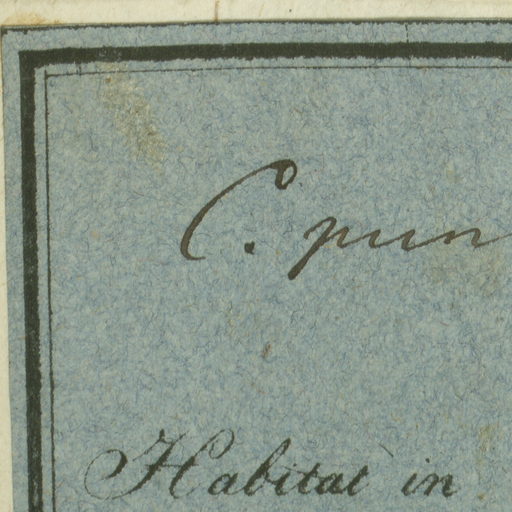 C. pun
Habitat in